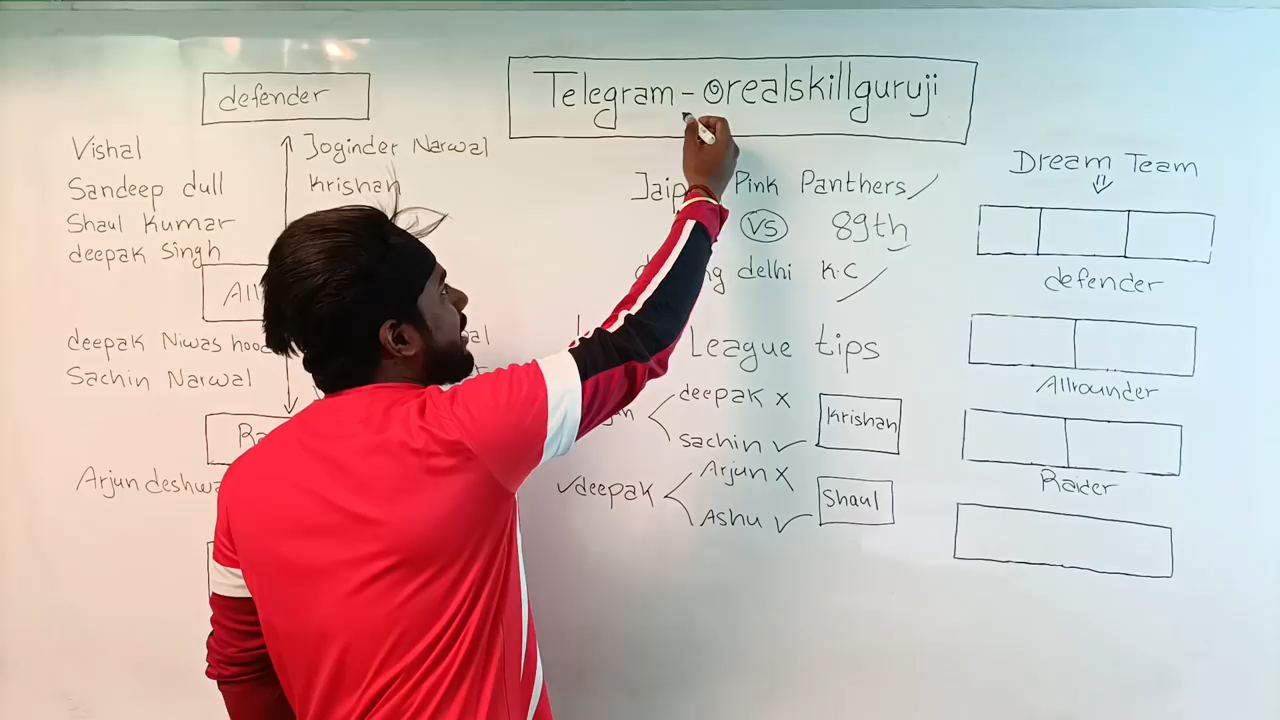 defender
Telegram - @realskillguruji
Vishal
Joginder Narwal
Sandeep dull
Krishan
Shaul Kumar
deepak Singh
Jaip Pink Panthers
VS 89th
delhi K.C
Dream Team
defender
All
deepak Niwas
Sachin Narwal
League tips
Allrounder
deepak x
Krishan
sachin ✓
Arjun deshwa
Raider
Arjun x
✓deepak
Shaul
Ashu ✓